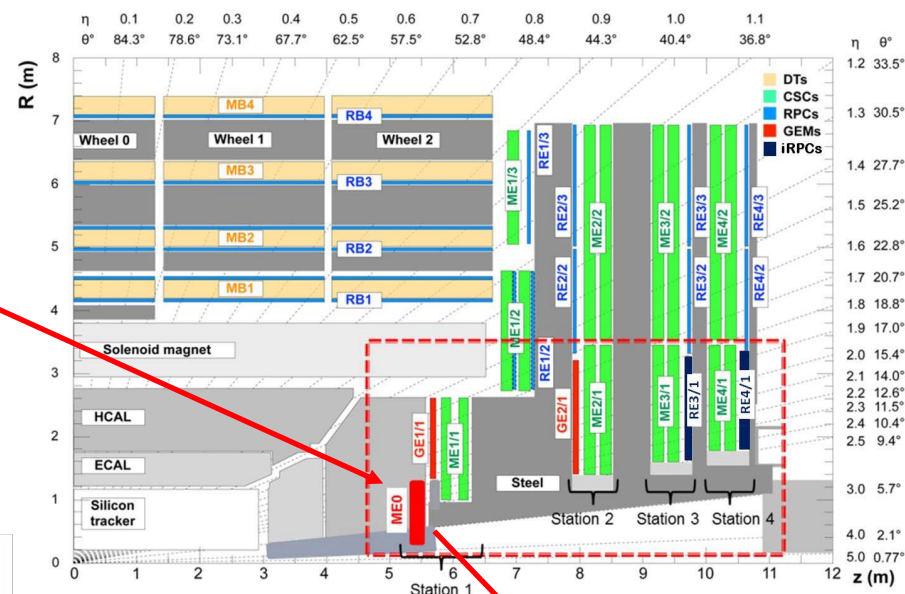 η 0.1 0.2 0.3 0.4 0.5 0.6 0.7 0.8 0.9 1.0 1.1
θ° 84.3° 78.6° 73.1° 67.7° 62.5° 57.5° 52.8° 48.4° 44.3° 40.4° 36.8° η θ°
R (m)
8
7
6
5
4
3
2
1
0
1.2 33.5°
1.3 30.5°
1.4 27.7°
1.5 25.2°
1.6 22.8°
1.7 20.7°
1.8 18.8°
1.9 17.0°
2.0 15.4°
2.1 14.0°
2.2 12.6°
2.3 11.5°
2.4 10.4°
2.5 9.4°
3.0 5.7°
4.0 2.1°
5.0 0.77°
DTs
CSCs
RPCs
GEMs
iRPCs
MB4
RB4
Wheel 0 Wheel 1 Wheel 2
MB3
RB3
MB2
RB2
MB1
RB1
ME1/3
RE1/3
RE2/3
ME2/2
ME3/2
RE3/3
ME4/2
RE4/3
RE2/2
RE3/2
RE4/2
ME1/2
RE1/2
Solenoid magnet
HCAL
ECAL
Silicon
tracker
GE1/1
ME1/1
GE2/1
ME2/1
ME3/1
RE3/1
ME4/1
RE4/1
ME0
Steel
Station 2 Station 3 Station 4
0 1 2 3 4 5 6 7 8 9 10 11 12
Station 1
z (m)